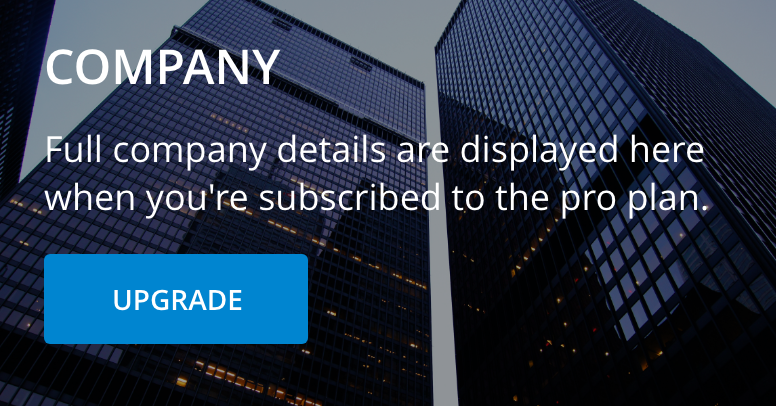 COMPANY
Full company details are displayed here
when you're subscribed to the pro plan.
UPGRADE